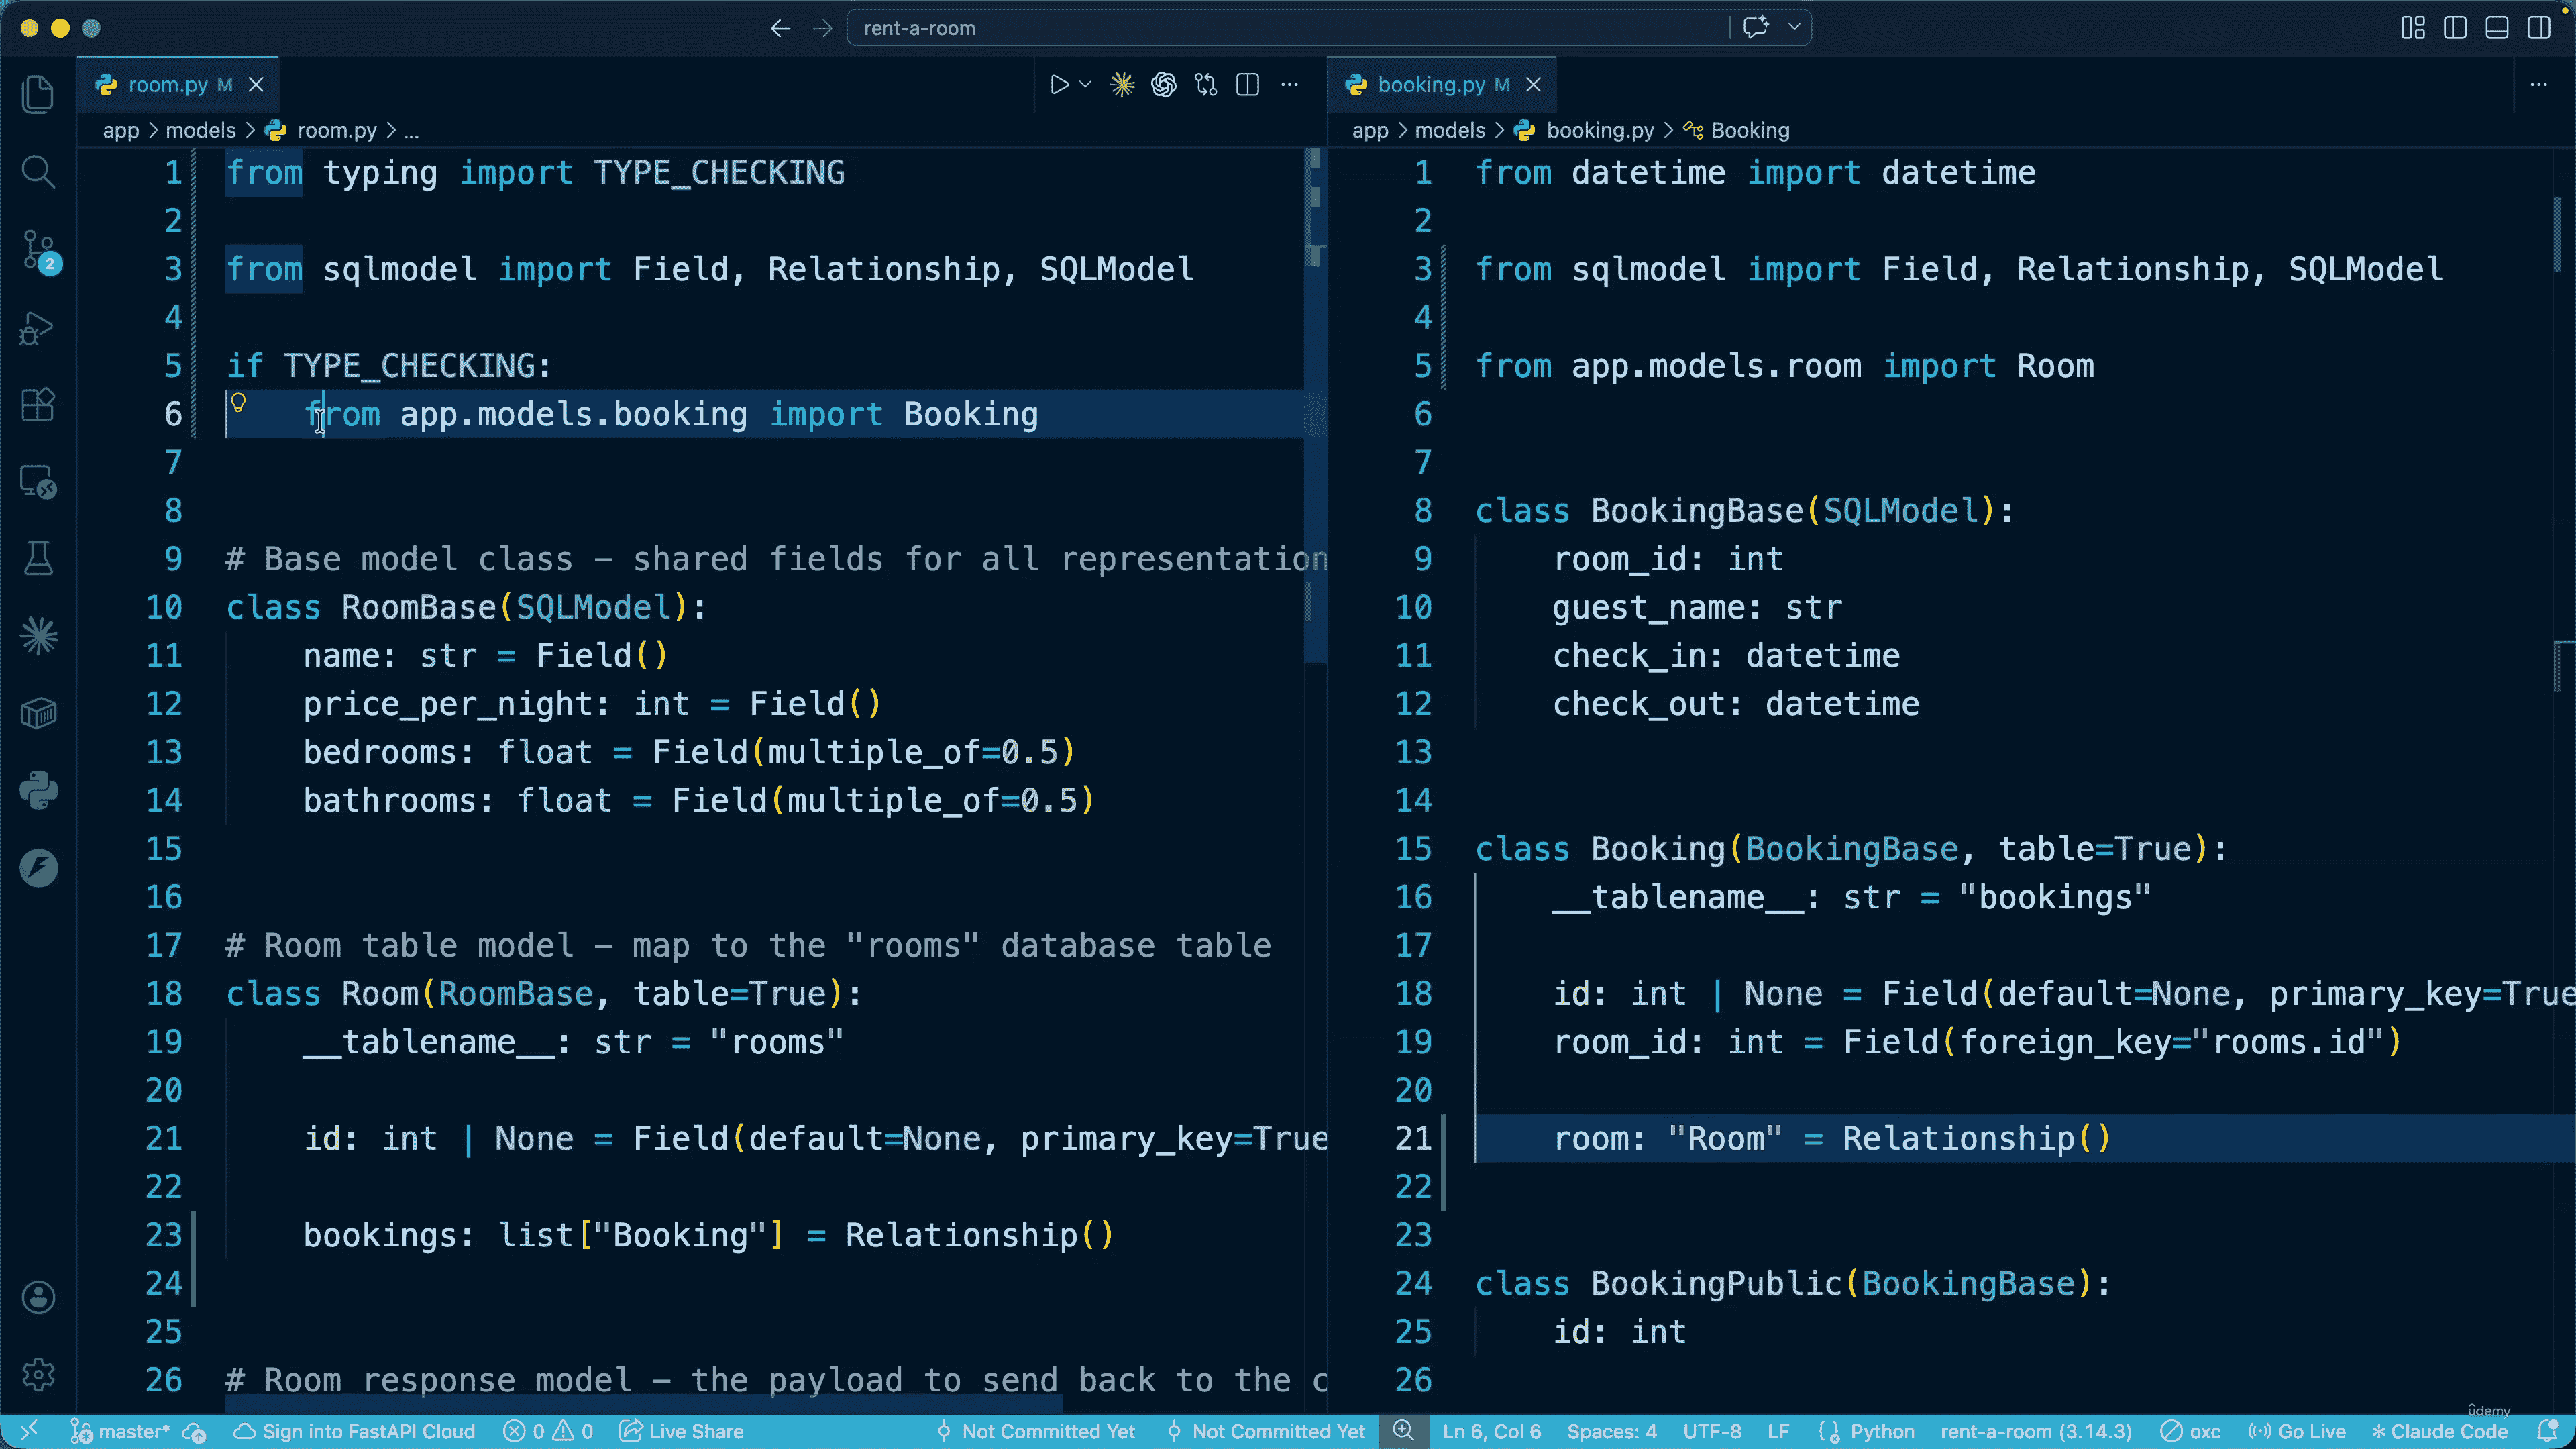 rent-a-room
room.py M
booking.py M
app > models > room.py > ...
app > models > booking.py > Booking
1 from typing import TYPE_CHECKING
2
3 from sqlmodel import Field, Relationship, SQLModel
4
5 if TYPE_CHECKING:
6 from app.models.booking import Booking
7
8
9 # Base model class – shared fields for all representation
10 class RoomBase(SQLModel):
11 name: str = Field()
12 price_per_night: int = Field()
13 bedrooms: float = Field(multiple_of=0.5)
14 bathrooms: float = Field(multiple_of=0.5)
15
16
17 # Room table model – map to the "rooms" database table
18 class Room(RoomBase, table=True):
19 __tablename__: str = "rooms"
20
21 id: int | None = Field(default=None, primary_key=True
22
23 bookings: list["Booking"] = Relationship()
24
25
26 # Room response model – the payload to send back to the c
1 from datetime import datetime
2
3 from sqlmodel import Field, Relationship, SQLModel
4
5 from app.models.room import Room
6
7
8 class BookingBase(SQLModel):
9 room_id: int
10 guest_name: str
11 check_in: datetime
12 check_out: datetime
13
14
15 class Booking(BookingBase, table=True):
16 __tablename__: str = "bookings"
17
18 id: int | None = Field(default=None, primary_key=True
19 room_id: int = Field(foreign_key="rooms.id")
20
21 room: "Room" = Relationship()
22
23
24 class BookingPublic(BookingBase):
25 id: int
26
2
udemy
master* Sign into FastAPI Cloud 0 0 Live Share Not Committed Yet Not Committed Yet Ln 6, Col 6 Spaces: 4 UTF-8 LF Python rent-a-room (3.14.3) oxc Go Live Claude Code